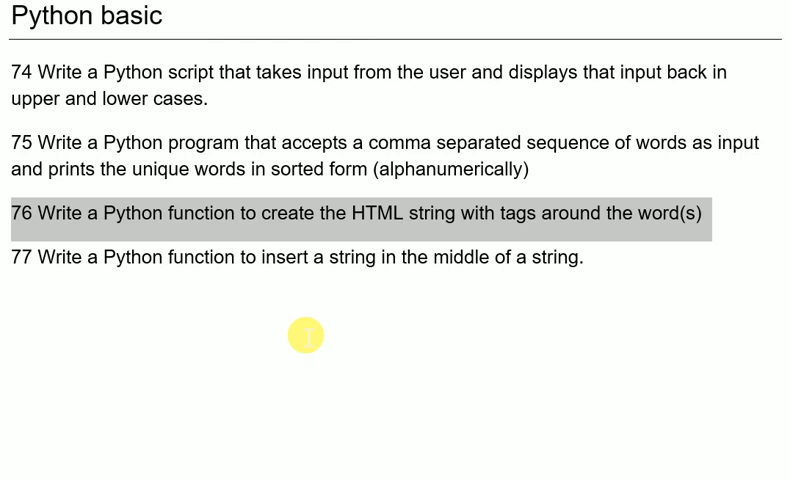 Python basic
74 Write a Python script that takes input from the user and displays that input back in
upper and lower cases.
75 Write a Python program that accepts a comma separated sequence of words as input
and prints the unique words in sorted form (alphanumerically)
76 Write a Python function to create the HTML string with tags around the word(s)
77 Write a Python function to insert a string in the middle of a string.